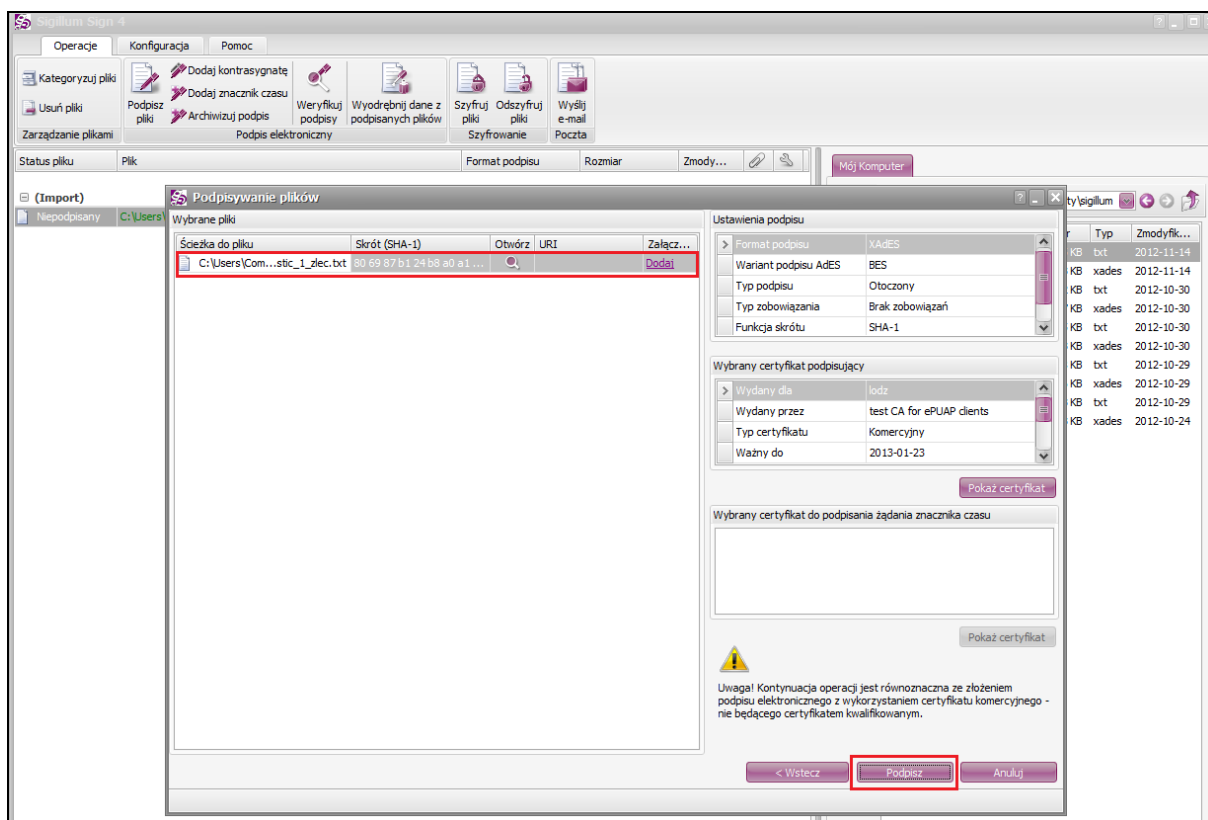 Sigillum Sign 4
Operacje Konfiguracja Pomoc
Kategoryzuj pliki
Usuń pliki
Zarządzanie plikami
Podpisz pliki
Dodaj kontrasygnatę
Dodaj znacznik czasu
Archiwizuj podpis
Weryfikuj podpisy
Wyodrębnij dane z podpisanych plików
Podpis elektroniczny
Szyfruj pliki
Odszyfruj pliki
Szyfrowanie
Wyślij e-mail
Poczta
Status pliku Plik Format podpisu Rozmiar Zmody...
Mój Komputer
(Import)
Niepodpisany C:\Users\
ty\sigillum
Podpisywanie plików
Wybrane pliki
Ścieżka do pliku Skrót (SHA-1) Otwórz URI Załącz...
C:\Users\Com...stic_1_zlec.txt 80 69 87 b1 24 b8 a0 a1 ... Dodaj
Ustawienia podpisu
Format podpisu XAdES
Wariant podpisu AdES BES
Typ podpisu Otoczony
Typ zobowiązania Brak zobowiązań
Funkcja skrótu SHA-1
Wybrany certyfikat podpisujący
Wydany dla lodz
Wydany przez test CA for ePUAP clients
Typ certyfikatu Komercyjny
Ważny do 2013-01-23
Pokaż certyfikat
Wybrany certyfikat do podpisania żądania znacznika czasu
Pokaż certyfikat
Uwaga! Kontynuacja operacji jest równoznaczna ze złożeniem
podpisu elektronicznego z wykorzystaniem certyfikatu komercyjnego -
nie będącego certyfikatem kwalifikowanym.
< Wstecz Podpisz Anuluj
r Typ Zmodyfik...
KB txt 2012-11-14
KB xades 2012-11-14
KB txt 2012-10-30
KB xades 2012-10-30
KB txt 2012-10-30
KB xades 2012-10-30
KB txt 2012-10-29
KB xades 2012-10-29
KB txt 2012-10-29
KB xades 2012-10-24